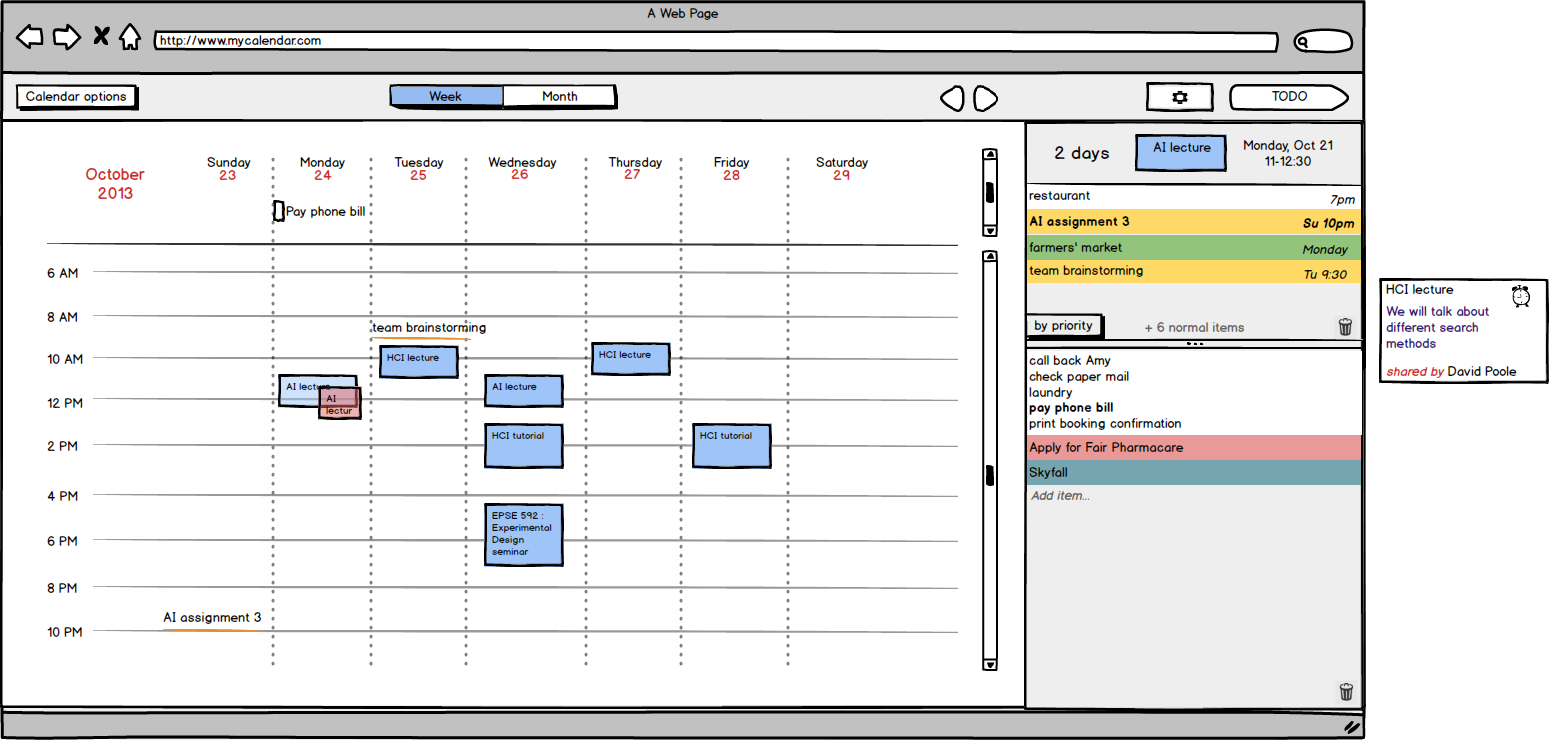 A Web Page
http://www.mycalendar.com
Calendar options
Week
Month
TODO
October
2013
Sunday
23
Monday
24
Tuesday
25
Wednesday
26
Thursday
27
Friday
28
Saturday
29
Pay phone bill
6 AM
8 AM
10 AM
12 PM
2 PM
4 PM
6 PM
8 PM
10 PM
team brainstorming
HCI lecture
HCI lecture
AI lecture
AI
lectur
AI lecture
HCI tutorial
HCI tutorial
EPSE 592 :
Experimental
Design
seminar
AI assignment 3
2 days
AI lecture
Monday, Oct 21
11-12:30
restaurant 7pm
AI assignment 3 Su 10pm
farmers' market Monday
team brainstorming Tu 9:30
by priority
+ 6 normal items
call back Amy
check paper mail
laundry
pay phone bill
print booking confirmation
Apply for Fair Pharmacare
Skyfall
Add item...
HCI lecture
We will talk about
different search
methods
shared by David Poole